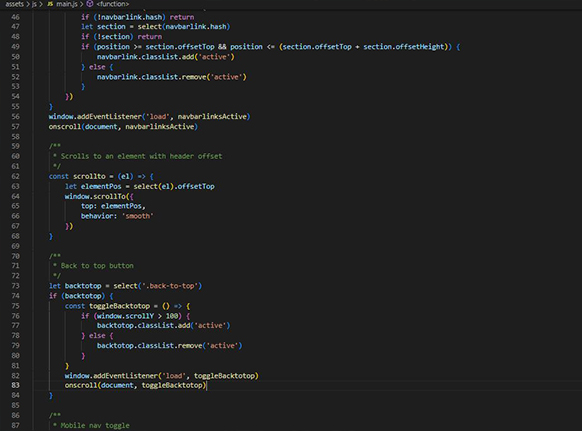 assets > js > JS main.js > <function>
46 if (!navbarlink.hash) return
47 let section = select(navbarlink.hash)
48 if (!section) return
49 if (position >= section.offsetTop && position <= (section.offsetTop + section.offsetHeight)) {
50 navbarlink.classList.add('active')
51 } else {
52 navbarlink.classList.remove('active')
53 }
54 })
55 }
56 window.addEventListener('load', navbarlinksActive)
57 onscroll(document, navbarlinksActive)
58
59 /**
60 * Scrolls to an element with header offset
61 */
62 const scrollto = (el) => {
63 let elementPos = select(el).offsetTop
64 window.scrollTo({
65 top: elementPos,
66 behavior: 'smooth'
67 })
68 }
69
70 /**
71 * Back to top button
72 */
73 let backtotop = select('.back-to-top')
74 if (backtotop) {
75 const toggleBacktotop = () => {
76 if (window.scrollY > 100) {
77 backtotop.classList.add('active')
78 } else {
79 backtotop.classList.remove('active')
80 }
81 }
82 window.addEventListener('load', toggleBacktotop)
83 onscroll(document, toggleBacktotop)
84 }
85
86 /**
87 * Mobile nav toggle